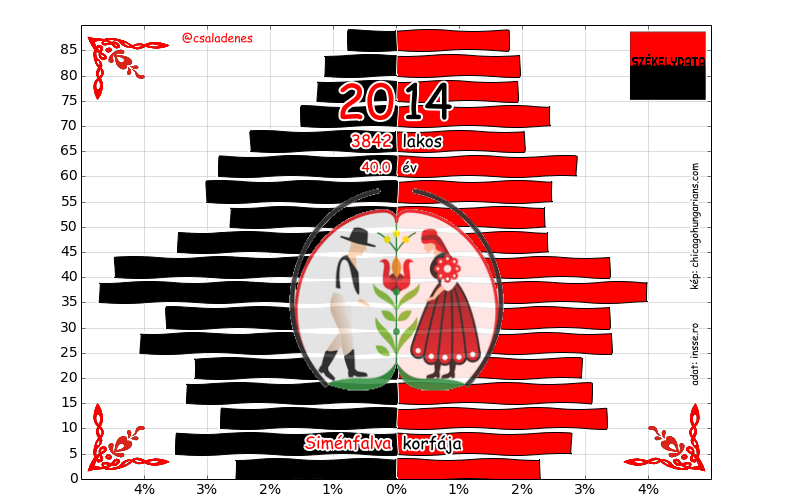 @csaladenes
SZÉKELYDATA
2014
3842 lakos
40.0 év
kép: chicagohungarians.com
adat: insse.ro
Siménfalva korfája
85
80
75
70
65
60
55
50
45
40
35
30
25
20
15
10
5
0
4% 3% 2% 1% 0% 1% 2% 3% 4%